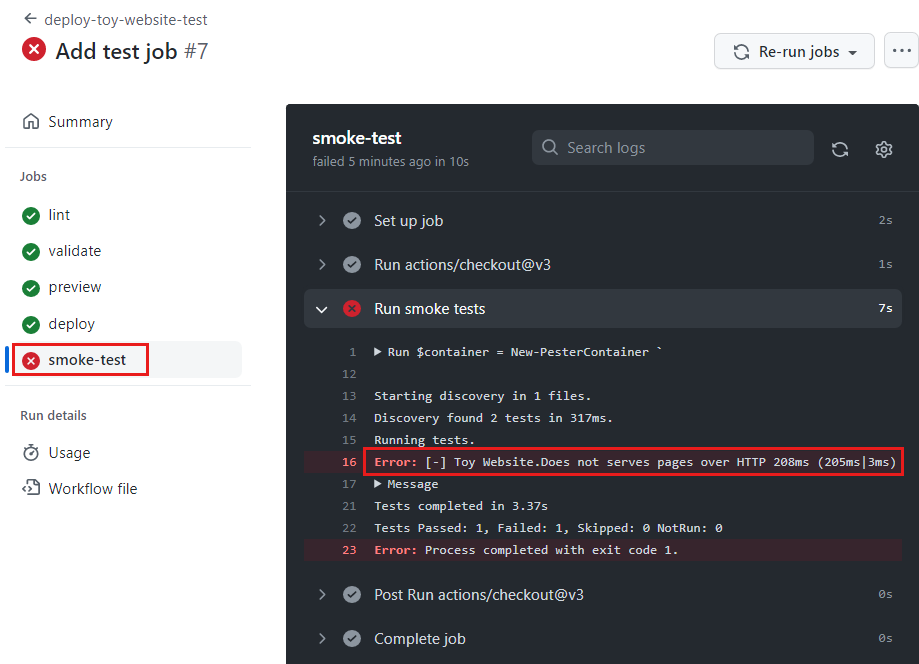 deploy-toy-website-test
Add test job #7
Re-run jobs
Summary
Jobs
lint
validate
preview
deploy
smoke-test
Run details
Usage
Workflow file
smoke-test
failed 5 minutes ago in 10s
Search logs
Set up job 2s
Run actions/checkout@v3 1s
Run smoke tests 7s
1 Run $container = New-PesterContainer `
12
13 Starting discovery in 1 files.
14 Discovery found 2 tests in 317ms.
15 Running tests.
16 Error: [-] Toy Website.Does not serves pages over HTTP 208ms (205ms|3ms)
17 Message
21 Tests completed in 3.37s
22 Tests Passed: 1, Failed: 1, Skipped: 0 NotRun: 0
23 Error: Process completed with exit code 1.
Post Run actions/checkout@v3 0s
Complete job 0s